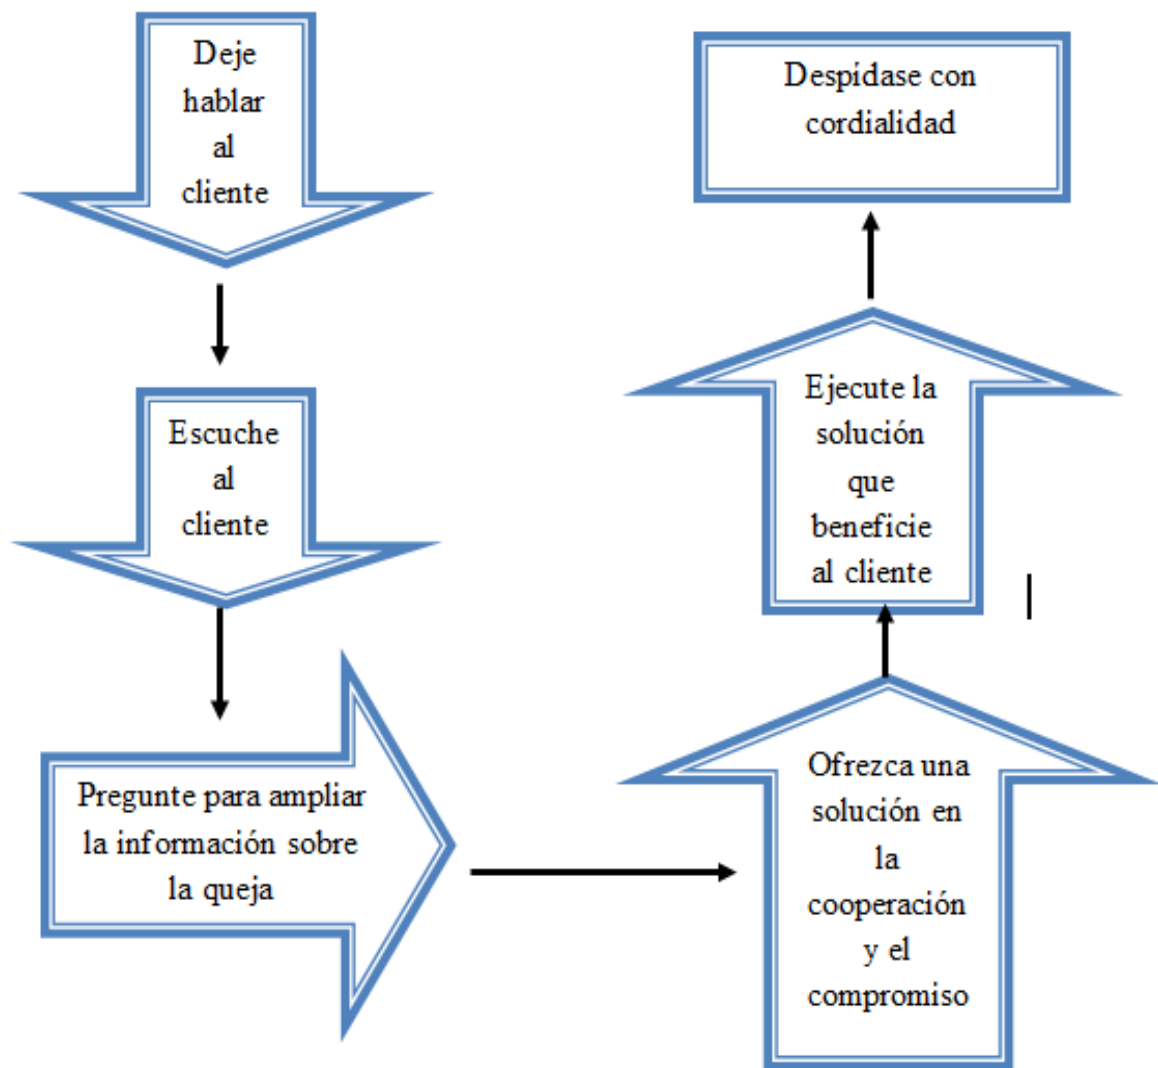 Deje
hablar
al
cliente
Escuche
al
cliente
Pregunte para ampliar
la información sobre
la queja
Ofrezca una
solución en
la
cooperación
y el
compromiso
Ejecute la
solución
que
beneficie
al cliente
Despídase con
cordialidad